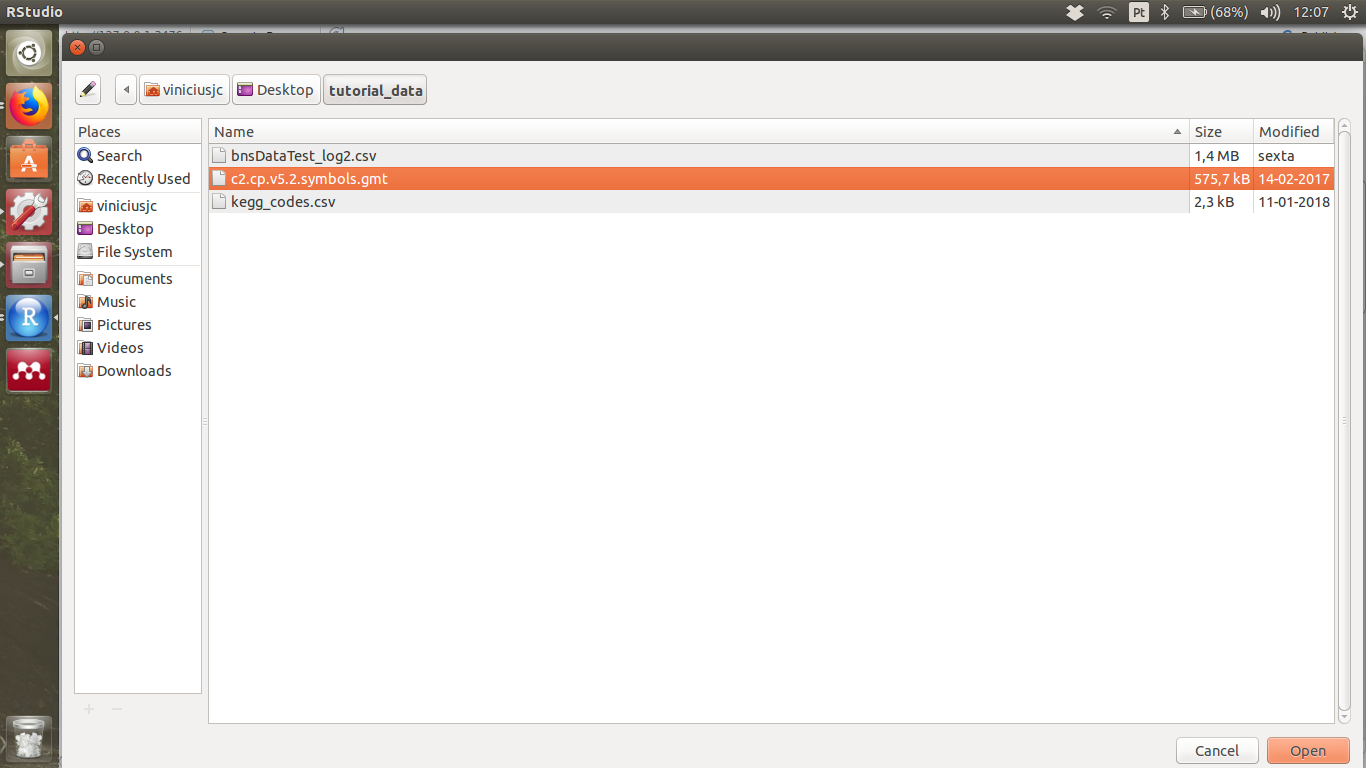 RStudio Pt (68%) 12:07
viniciusjc Desktop tutorial_data
Places
Search
Recently Used
viniciusjc
Desktop
File System
Documents
Music
Pictures
Videos
Downloads
Name Size Modified
bnsDataTest_log2.csv 1,4 MB sexta
c2.cp.v5.2.symbols.gmt 575,7 kB 14-02-2017
kegg_codes.csv 2,3 kB 11-01-2018
R
Cancel Open